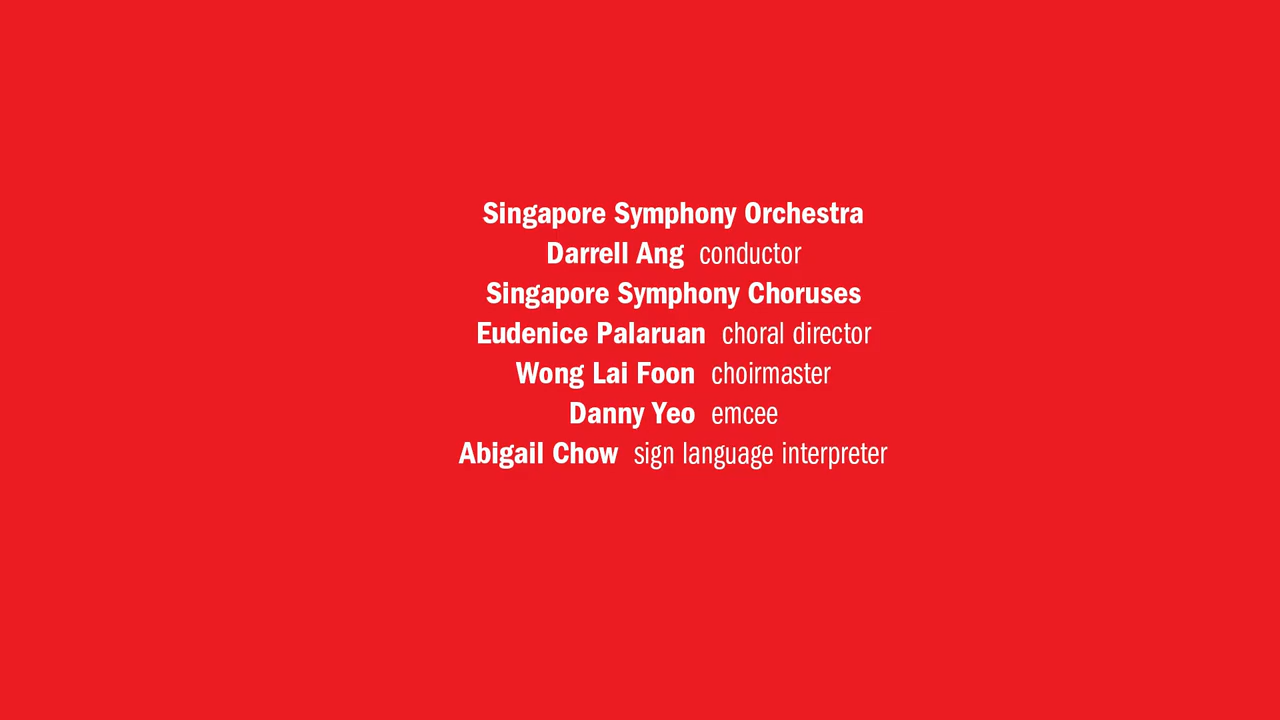 Singapore Symphony Orchestra
Darrell Ang conductor
Singapore Symphony Choruses
Eudenice Palaruan choral director
Wong Lai Foon choirmaster
Danny Yeo emcee
Abigail Chow sign language interpreter